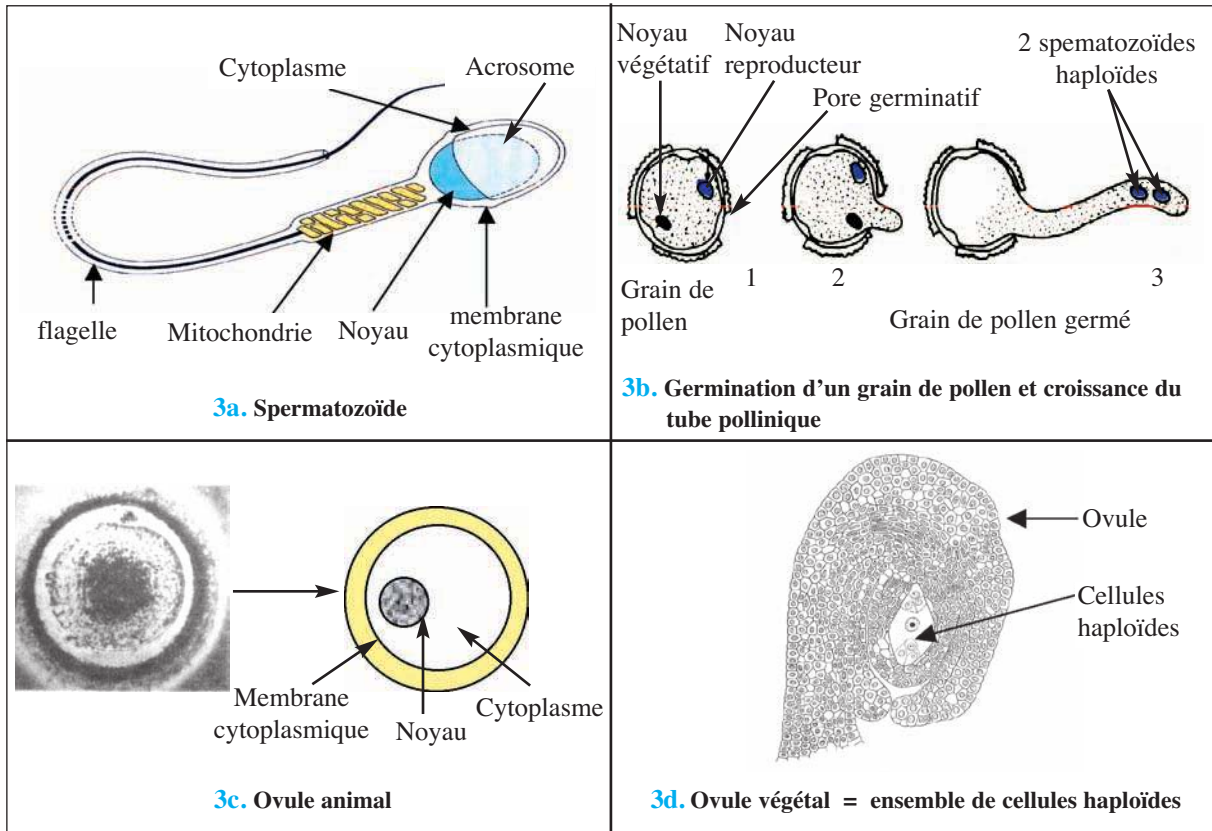 Cytoplasme
Acrosome
flagelle
Mitochondrie
Noyau
membrane
cytoplasmique
3a. Spermatozoïde
Noyau
végétatif
Noyau
reproducteur
2 spematozoïdes
haploïdes
Pore germinatif
1
2
3
Grain de
pollen
Grain de pollen germé
3b. Germination d'un grain de pollen et croissance du
tube pollinique
Membrane
cytoplasmique
Noyau
Cytoplasme
3c. Ovule animal
Ovule
Cellules
haploïdes
3d. Ovule végétal = ensemble de cellules haploïdes